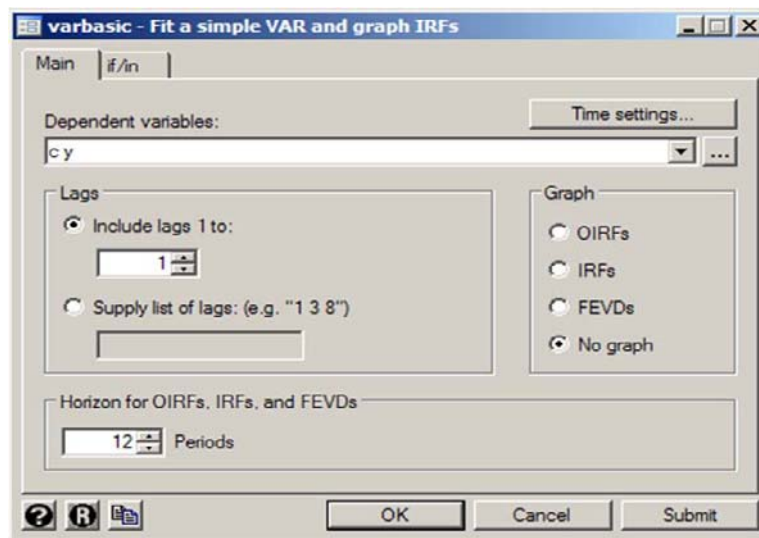 varbasic - Fit a simple VAR and graph IRFs
Main if/in
Time settings...
Dependent variables:
c y
...
Lags
Include lags 1 to:
1
Supply list of lags: (e.g. "1 3 8")
Graph
OIRFs
IRFs
FEVDs
No graph
Horizon for OIRFs, IRFs, and FEVDs
12 Periods
? R OK Cancel Submit